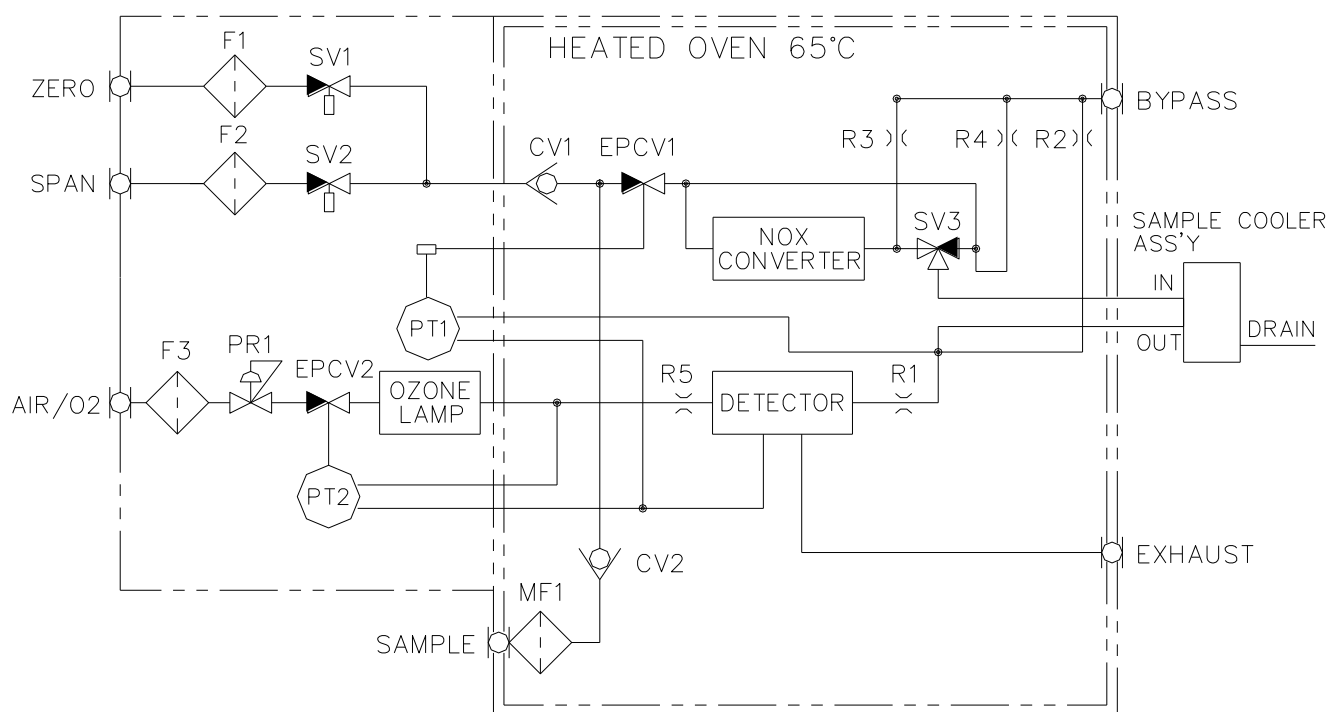 HEATED OVEN 65°C
F1
SV1
ZERO
BYPASS
F2
R3
R4
R2
SV2
CV1
EPCV1
SPAN
SV3
SAMPLE COOLER
ASS'Y
NOX
CONVERTER
IN
PT1
DRAIN
OUT
F3
PR1
EPCV2
R5
R1
OZONE
LAMP
AIR/O2
DETECTOR
PT2
EXHAUST
CV2
MF1
SAMPLE